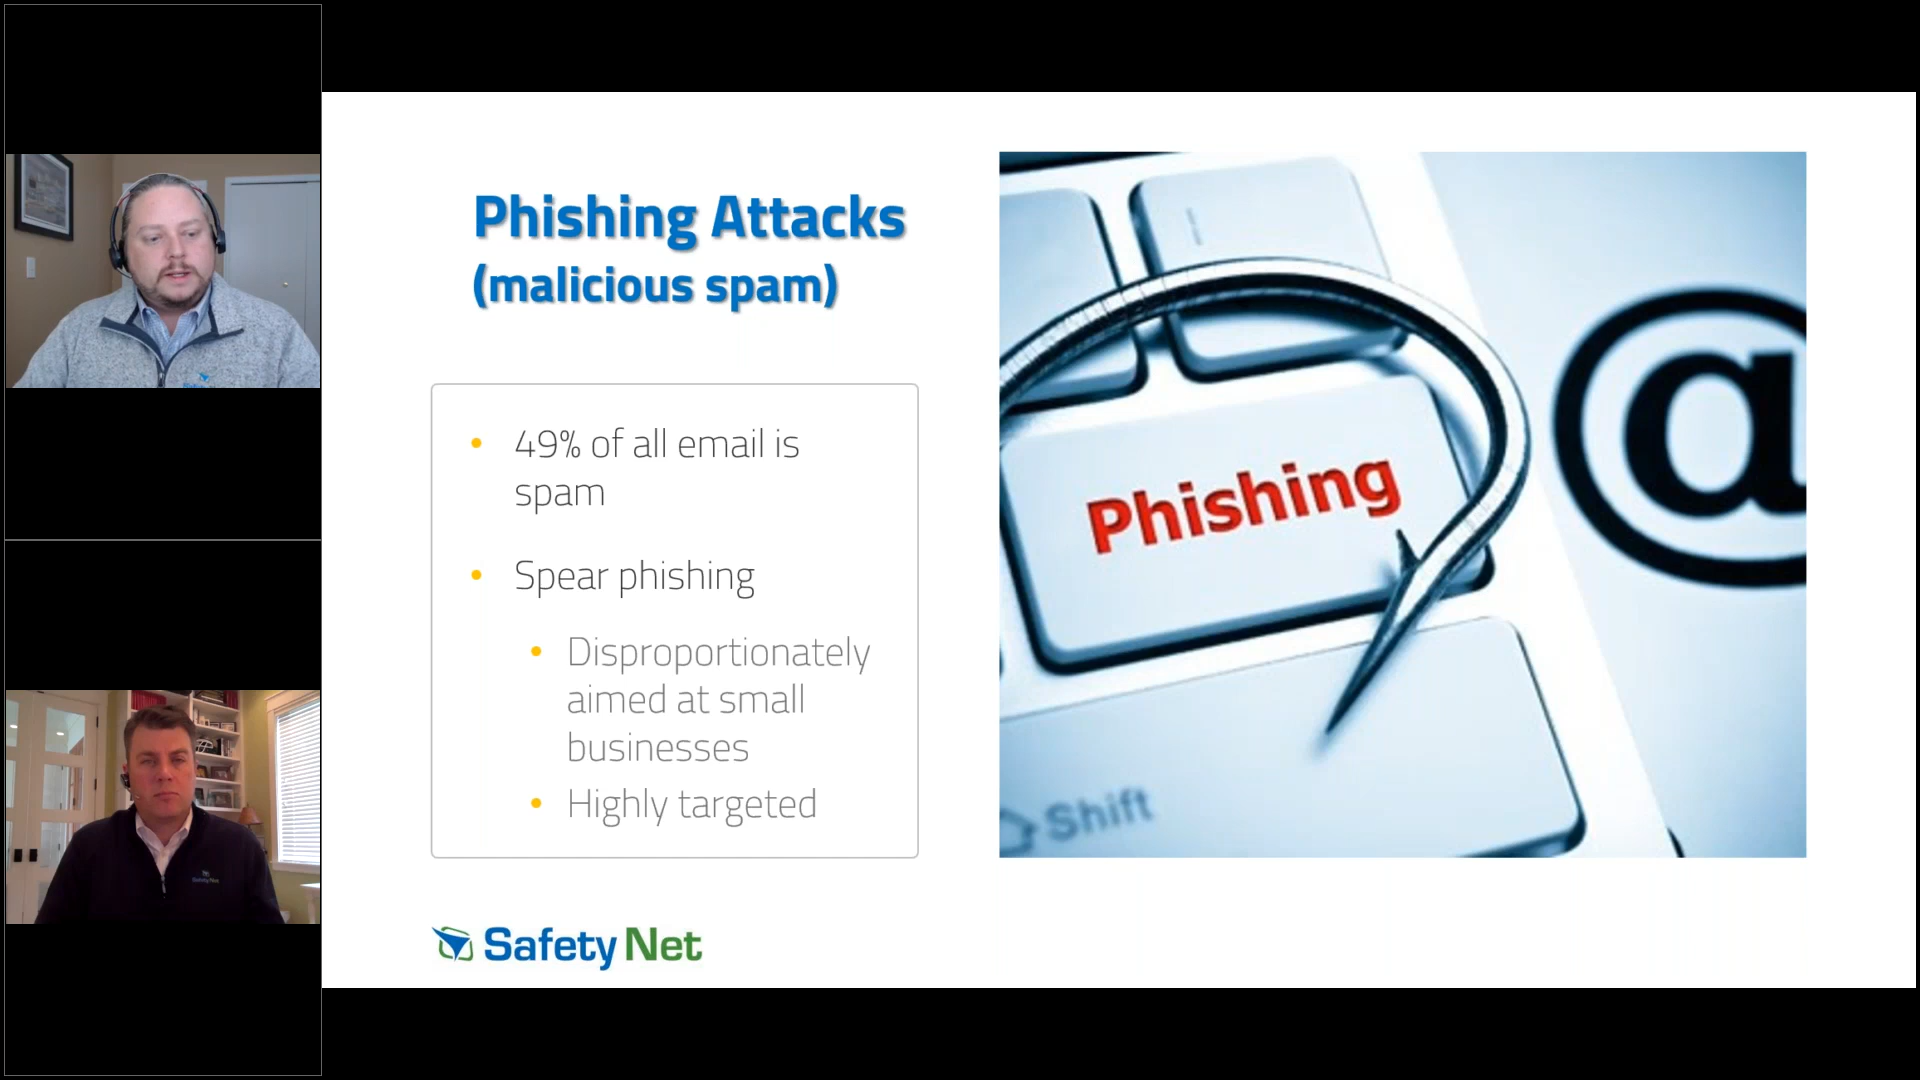 Phishing Attacks
(malicious spam)
• 49% of all email is
spam
• Spear phishing
• Disproportionately
aimed at small
businesses
• Highly targeted
Safety Net
Phishing
@
Shift
SafetyNet